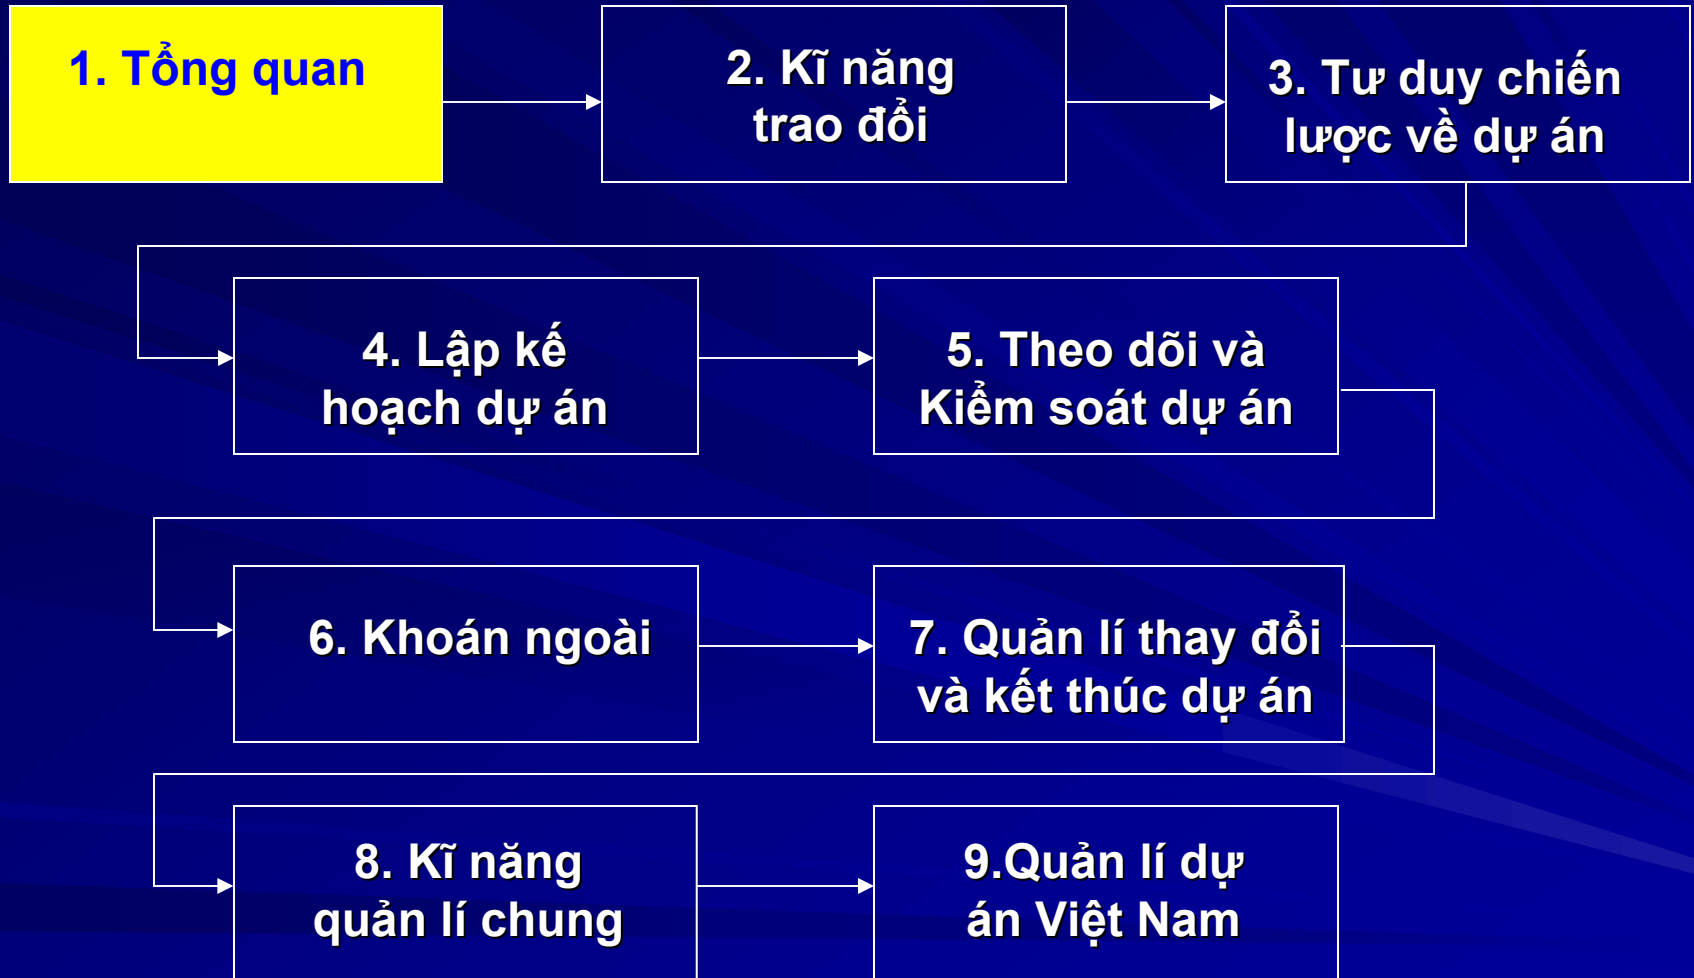 1. Tổng quan
2. Kĩ năng
trao đổi
3. Tư duy chiến
lược về dự án
4. Lập kế
hoạch dự án
5. Theo dõi và
Kiểm soát dự án
6. Khoán ngoài
7. Quản lí thay đổi
và kết thúc dự án
8. Kĩ năng
quản lí chung
9.Quản lí dự
án Việt Nam